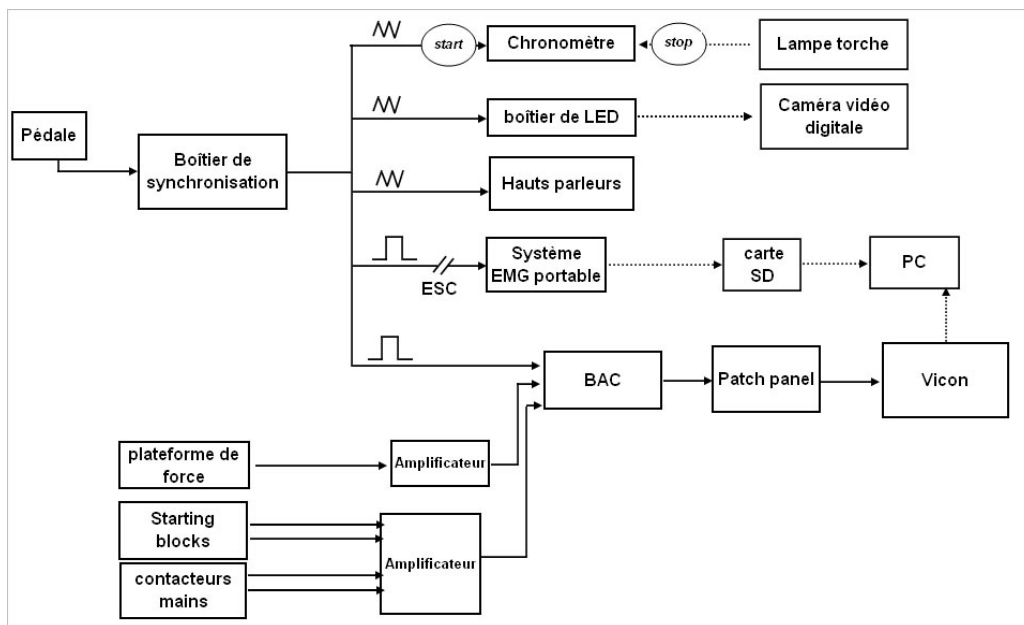 start
Chronomètre
stop
Lampe torche
Pédale
Boîtier de
synchronisation
boîtier de LED
Caméra vidéo
digitale
Hauts parleurs
ESC
Système
EMG portable
carte
SD
PC
BAC
Patch panel
Vicon
plateforme de
force
Amplificateur
Starting
blocks
Amplificateur
contacteurs
mains